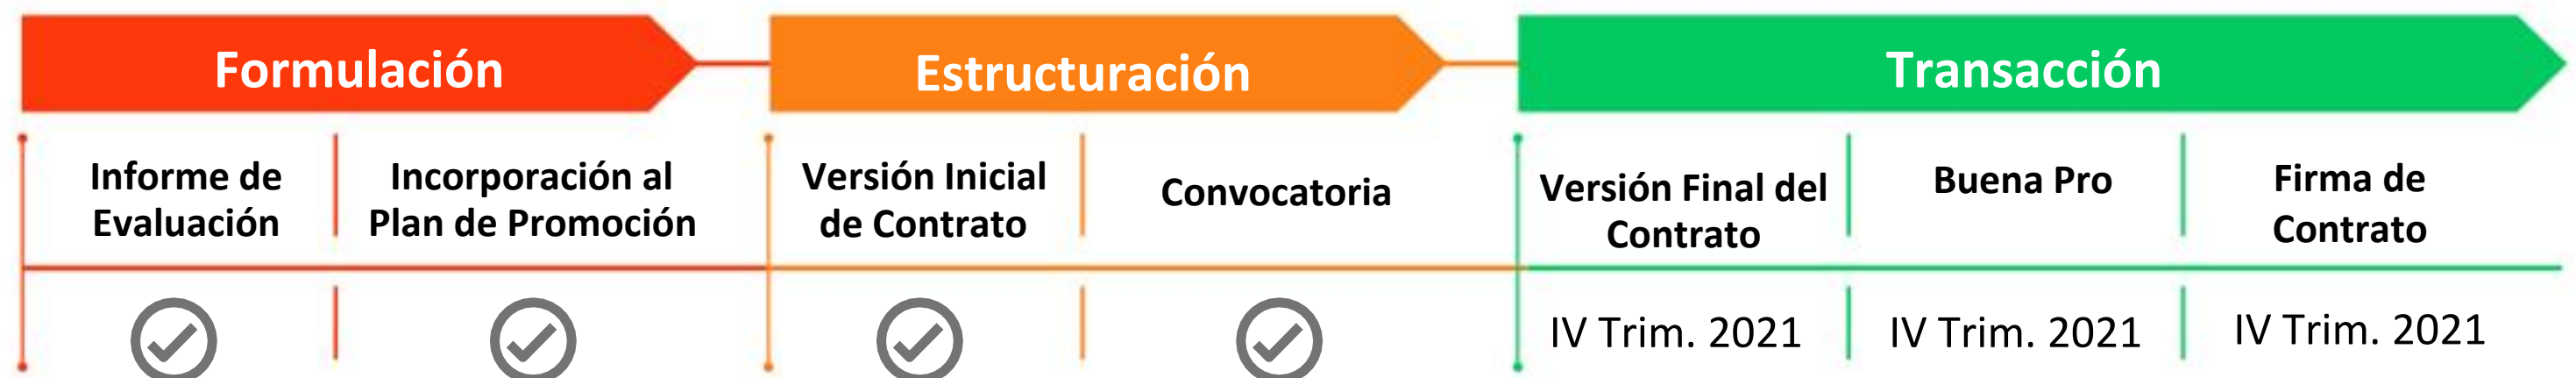 Formulación
Estructuración
Transacción
Informe de
Evaluación
Incorporación al
Plan de Promoción
Versión Inicial
de Contrato
Convocatoria
Versión Final del
Contrato
Buena Pro
Firma de
Contrato
IV Trim. 2021
IV Trim. 2021
IV Trim. 2021